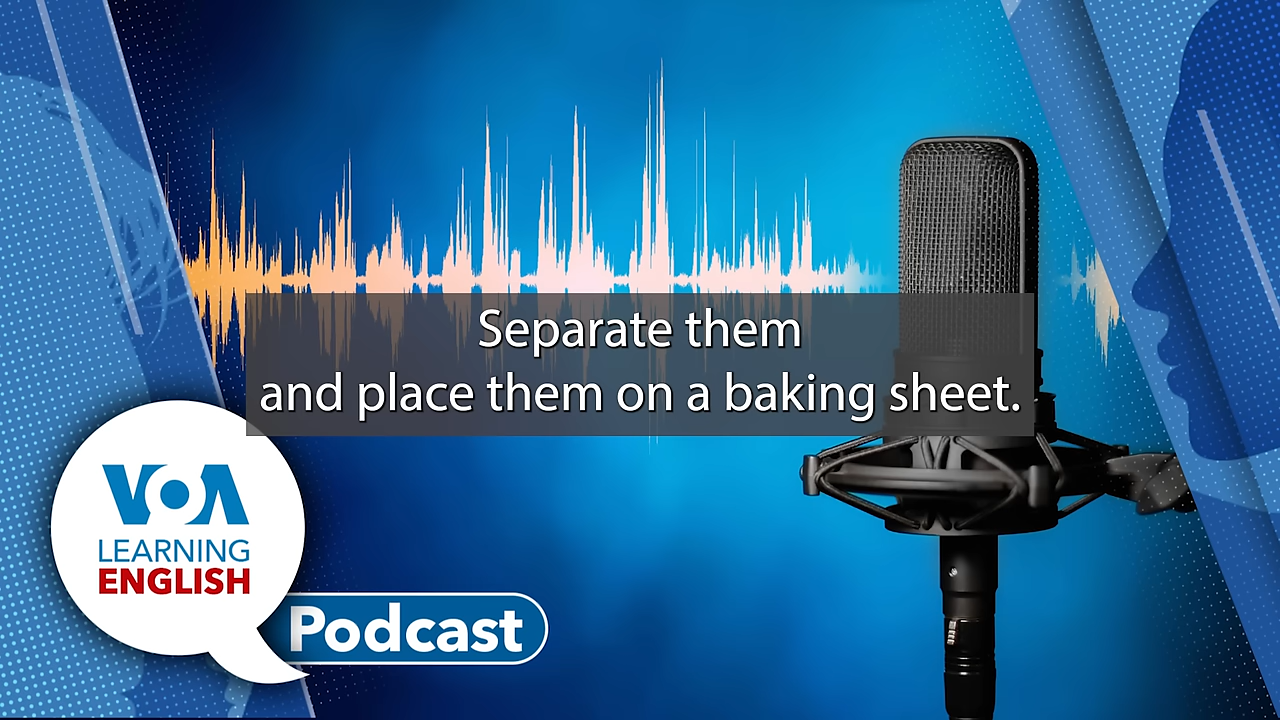 Separate them
and place them on a baking sheet.
VOA
LEARNING
ENGLISH
Podcast